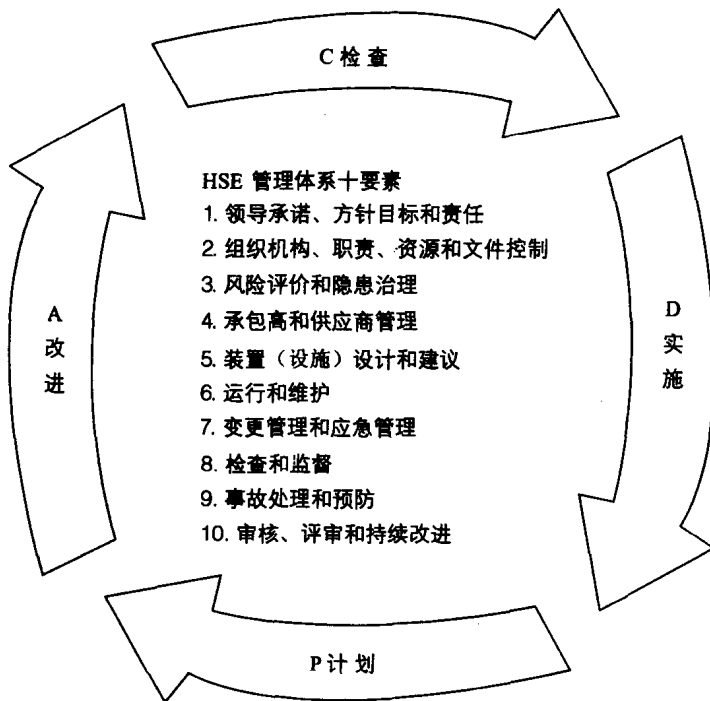 C 检 查
HSE 管理体系十要素
1. 领导承诺、方针目标和责任
2. 组织机构、职责、资源和文件控制
3. 风险评价和隐患治理
4. 承包高和供应商管理
5. 装置（设施）设计和建议
6. 运行和维护
7. 变更管理和应急管理
8. 检查和监督
9. 事故处理和预防
10. 审核、评审和持续改进
A
改
进
D
实
施
P 计 划